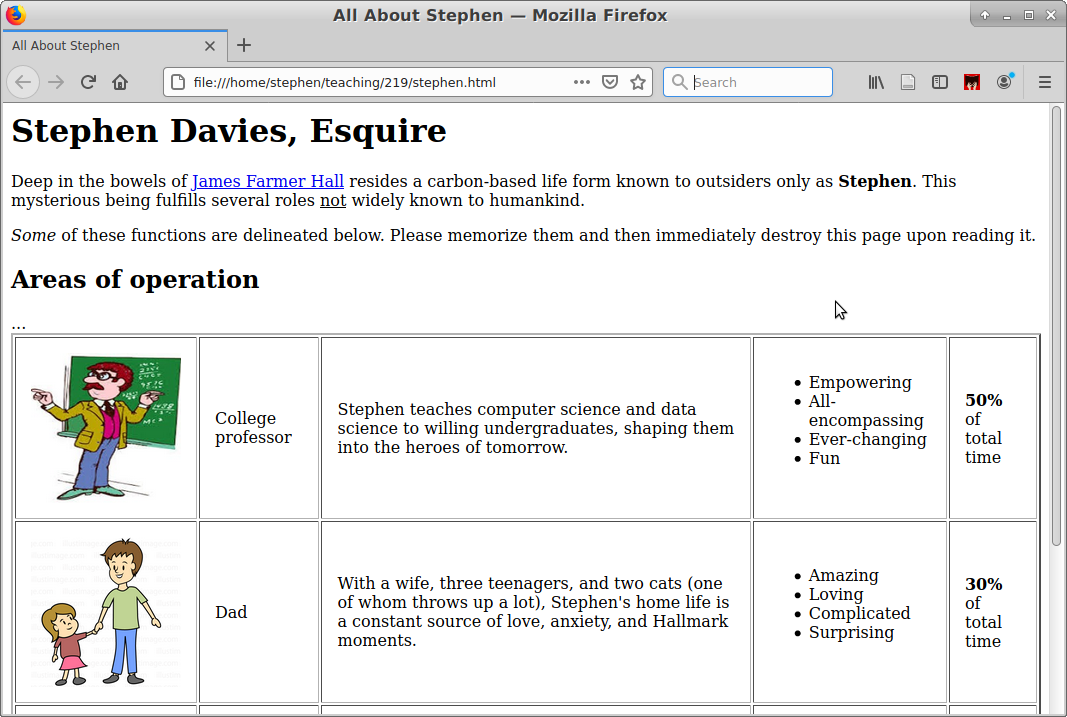 All About Stephen — Mozilla Firefox
All About Stephen
file:///home/stephen/teaching/219/stephen.html
Search
Stephen Davies, Esquire
Deep in the bowels of James Farmer Hall resides a carbon-based life form known to outsiders only as Stephen. This
mysterious being fulfills several roles not widely known to humankind.
Some of these functions are delineated below. Please memorize them and then immediately destroy this page upon reading it.
Areas of operation
...
College
professor
Stephen teaches computer science and data
science to willing undergraduates, shaping them
into the heroes of tomorrow.
• Empowering
• All-
encompassing
• Ever-changing
• Fun
50%
of
total
time
Dad
With a wife, three teenagers, and two cats (one
of whom throws up a lot), Stephen's home life is
a constant source of love, anxiety, and Hallmark
moments.
• Amazing
• Loving
• Complicated
• Surprising
30%
of
total
time